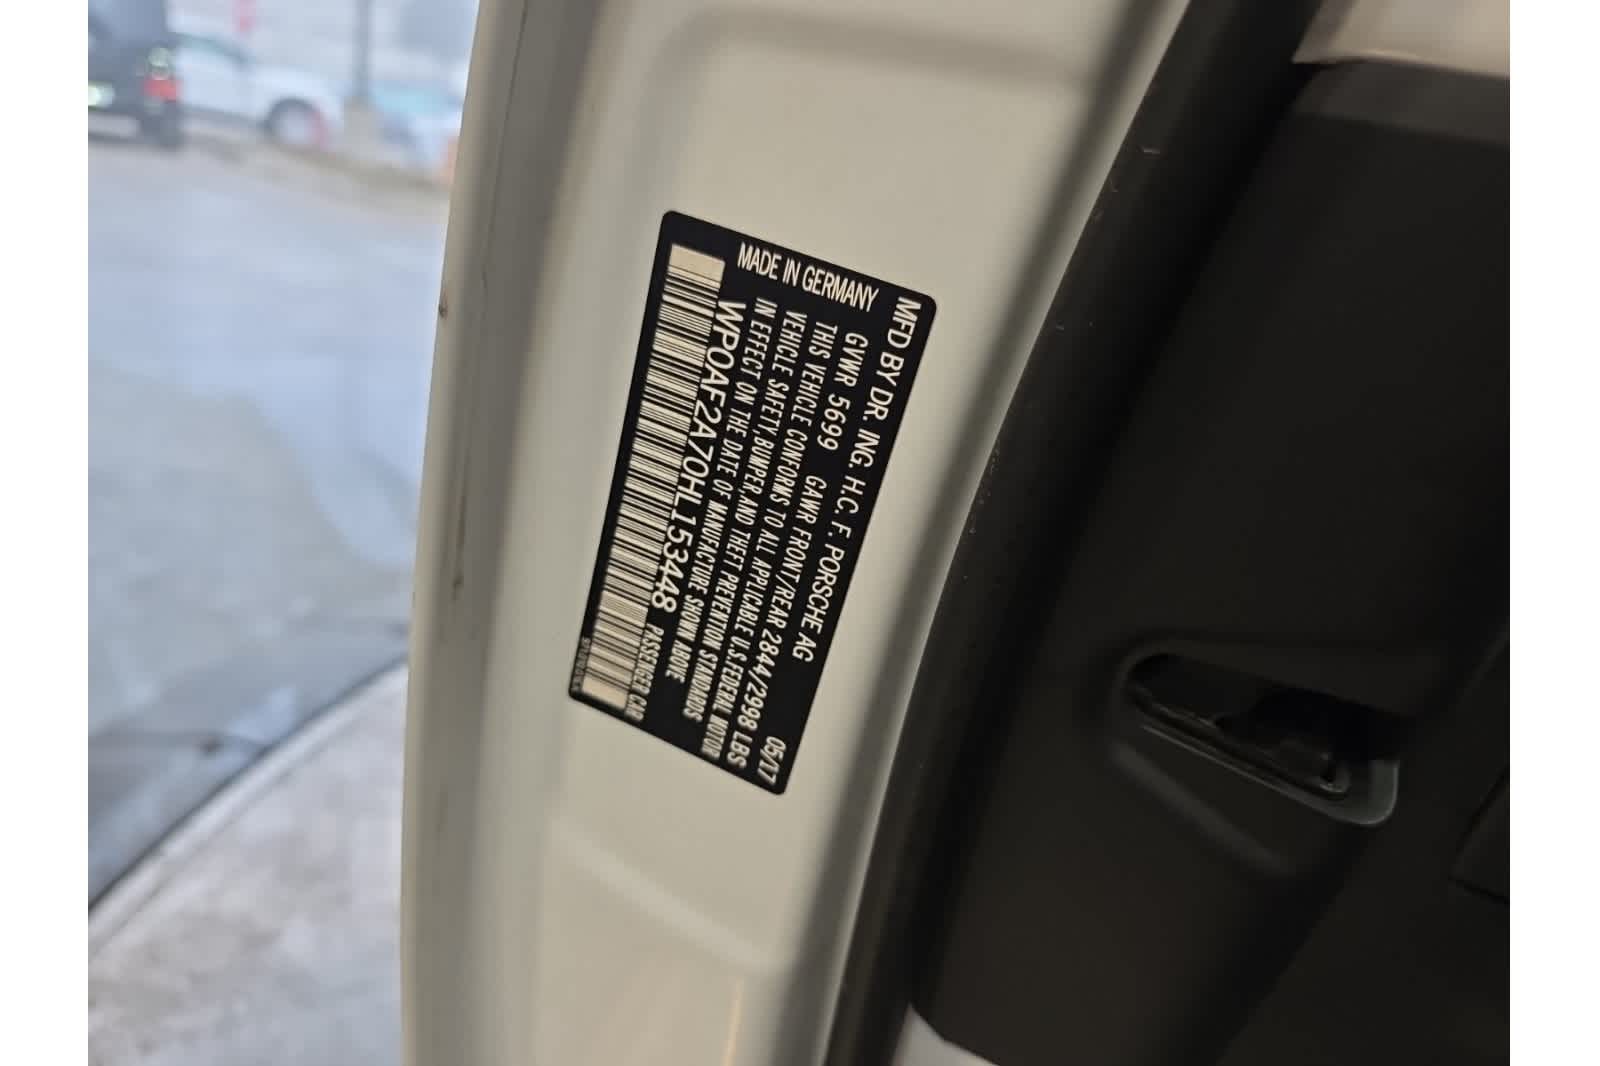 MFD BY DR. ING. H.C. F. PORSCHE AG 05/17
GVWR 5699 GAWR FRONT/REAR 2844/2998 LBS
THIS VEHICLE CONFORMS TO ALL APPLICABLE U.S. FEDERAL MOTOR
VEHICLE SAFETY, BUMPER, AND THEFT PREVENTION STANDARDS
IN EFFECT ON THE DATE OF MANUFACTURE SHOWN ABOVE
MADE IN GERMANY
WP0AF2A70HL153448 PASSENGER CAR